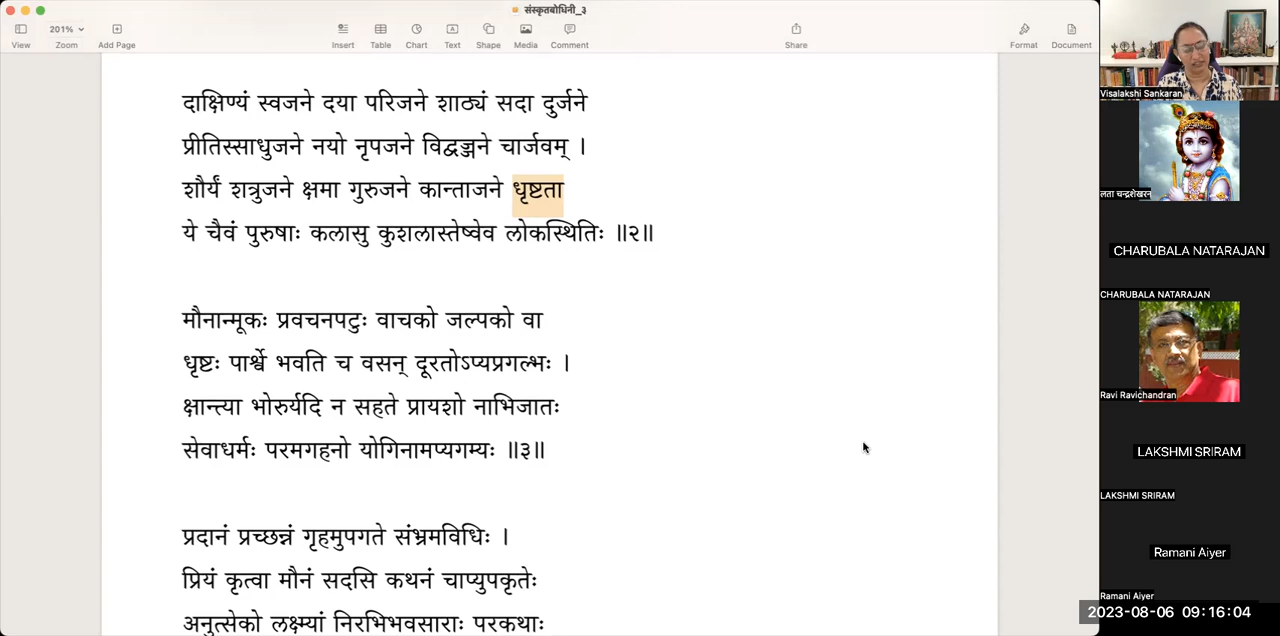 संस्कृतबोधिनी_३
201%
View
Zoom
Add Page
Insert
Table
Chart
Text
Shape
Media
Comment
Share
Format
Document
दाक्षिण्यं स्वजने दया परिजने शाठ्यं सदा दुर्जने
प्रीतिस्साधुजने नयो नृपजने विद्वज्जने चार्जवम् ।
शौर्यं शत्रुजने क्षमा गुरुजने कान्ताजने धृष्टता
ये चैवं पुरुषाः कलासु कुशलास्तेष्वेव लोकस्थितिः ॥२॥
मौनान्मूकः प्रवचनपटुः वाचको जल्पको वा
धृष्टः पार्श्वे भवति च वसन् दूरतोऽप्यप्रगल्भः ।
क्षान्त्या भोरुर्यदि न सहते प्रायशो नाभिजातः
सेवाधर्मः परमगहनो योगिनामप्यगम्यः ॥३॥
प्रदानं प्रच्छन्नं गृहमुपगते संभ्रमविधिः ।
प्रियं कृत्वा मौनं सदसि कथनं चाप्युपकृतेः
अनुत्सेको लक्ष्म्यां निरभिभवसाराः परकथाः
Visalakshi Sankaran
लता चन्द्रशेखरन
CHARUBALA NATARAJAN
CHARUBALA NATARAJAN
Ravi Ravichandran
LAKSHMI SRIRAM
LAKSHMI SRIRAM
Ramani Aiyer
Ramani Aiyer
2023-08-06 09:16:04